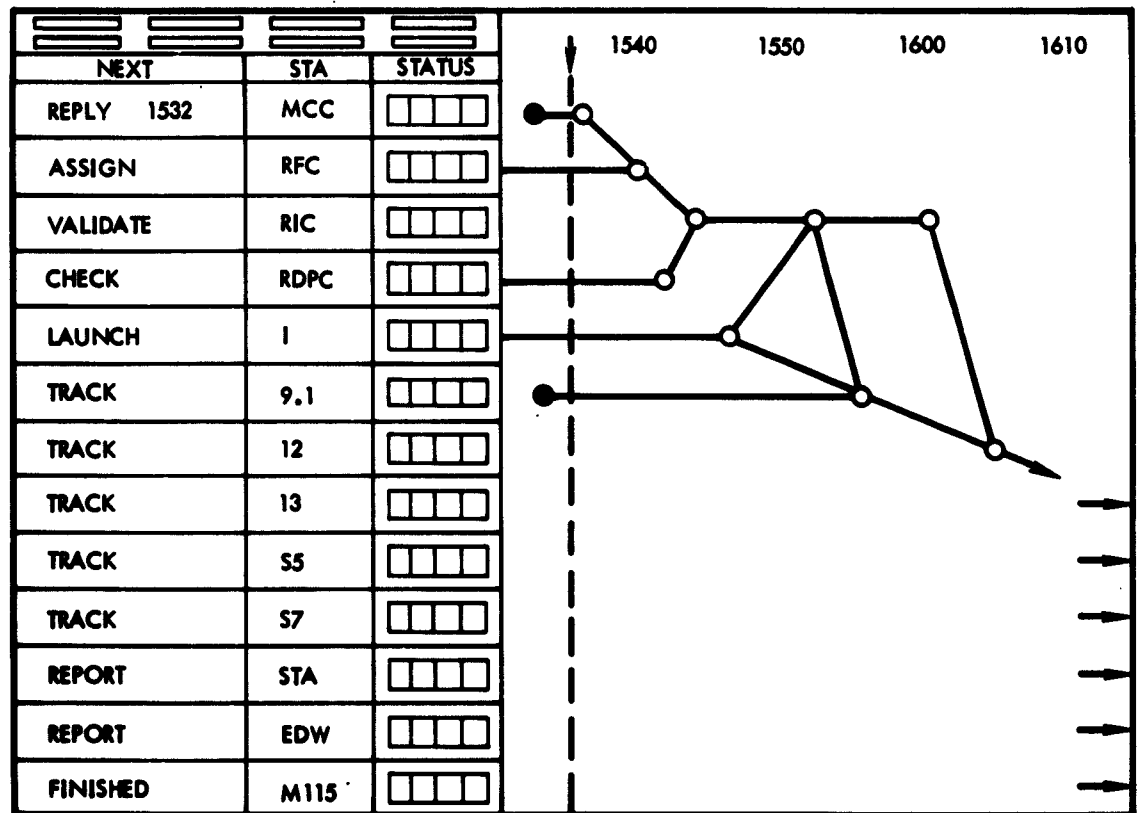 1540 1550 1600 1610
NEXT STA STATUS
REPLY 1532 MCC
ASSIGN RFC
VALIDATE RIC
CHECK RDPC
LAUNCH I
TRACK 9.1
TRACK 12
TRACK 13
TRACK S5
TRACK S7
REPORT STA
REPORT EDW
FINISHED M115